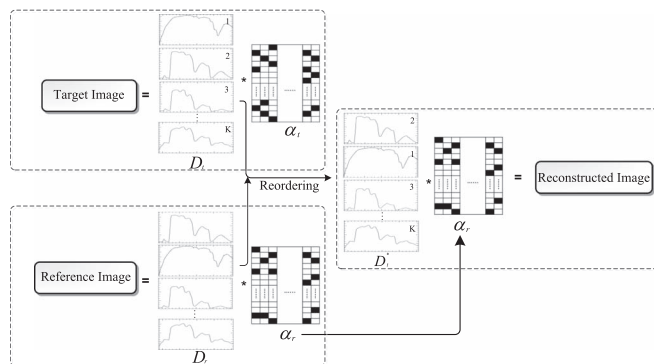 Target Image
=
1
2
3
K
D_t
*
α_t
Reordering
Reference Image
=
D_r
*
α_r
2
1
3
K
D_t^*
*
α_r
=
Reconstructed Image